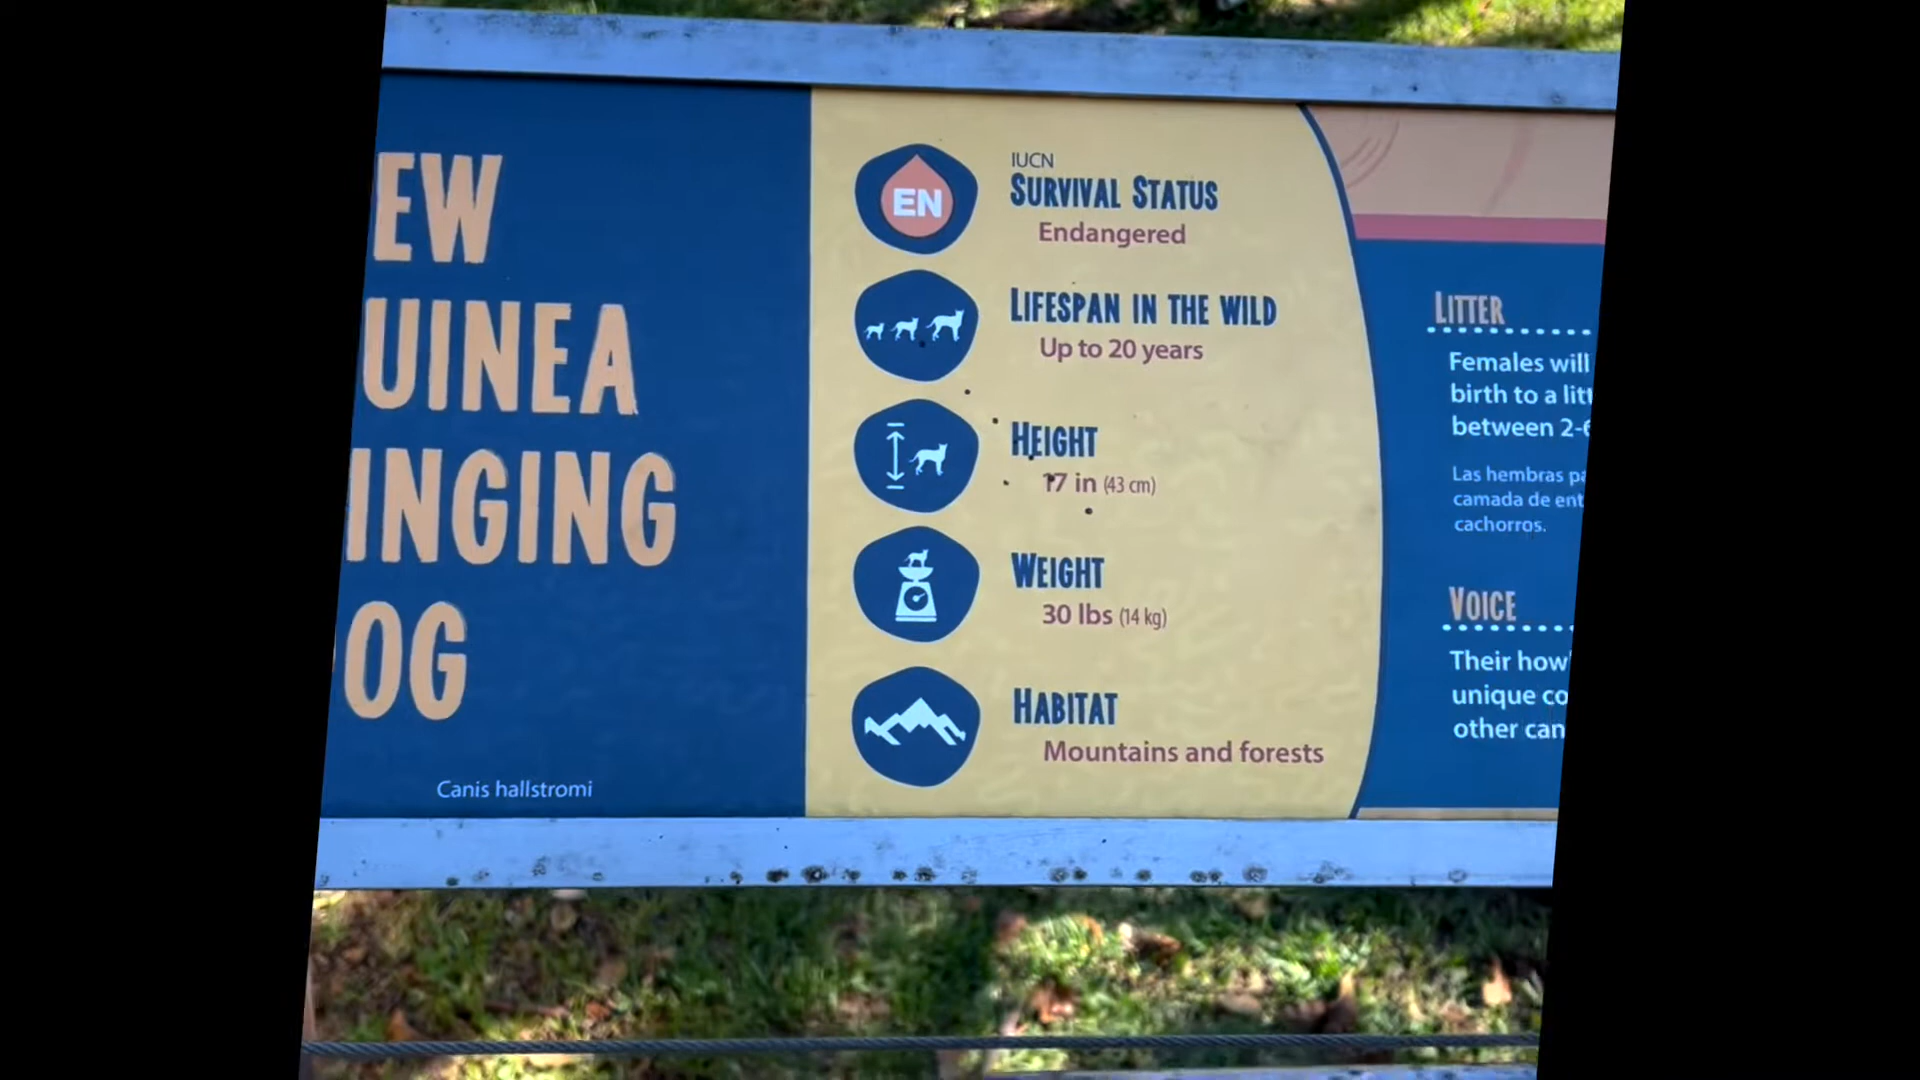 EW
UINEA
INGING
OG
Canis hallstromi
EN
IUCN
SURVIVAL STATUS
Endangered
LIFESPAN IN THE WILD
Up to 20 years
HEIGHT
17 in (43 cm)
WEIGHT
30 lbs (14 kg)
HABITAT
Mountains and forests
LITTER
Females will
birth to a litt
between 2-6
Las hembras pa
camada de ent
cachorros.
VOICE
Their how
unique co
other can